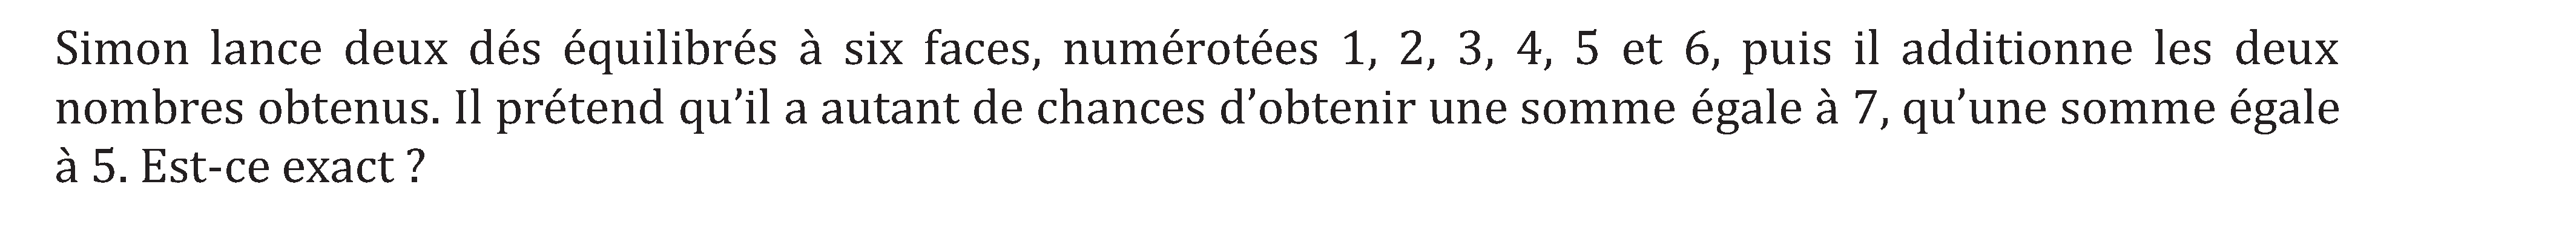 Simon lance deux dés équilibrés à six faces, numérotées 1, 2, 3, 4, 5 et 6, puis il additionne les deux
nombres obtenus. Il prétend qu’il a autant de chances d’obtenir une somme égale à 7, qu’une somme égale
à 5. Est-ce exact ?